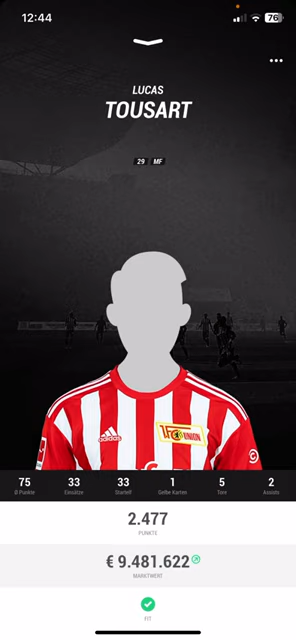 12:44
76
LUCAS
TOUSART
29 MF
adidas
1.FC UNION
75 33 33 1 5 2
Ø Punkte Einsätze Startelf Gelbe Karten Tore Assists
2.477
PUNKTE
€ 9.481.622
MARKTWERT
FIT